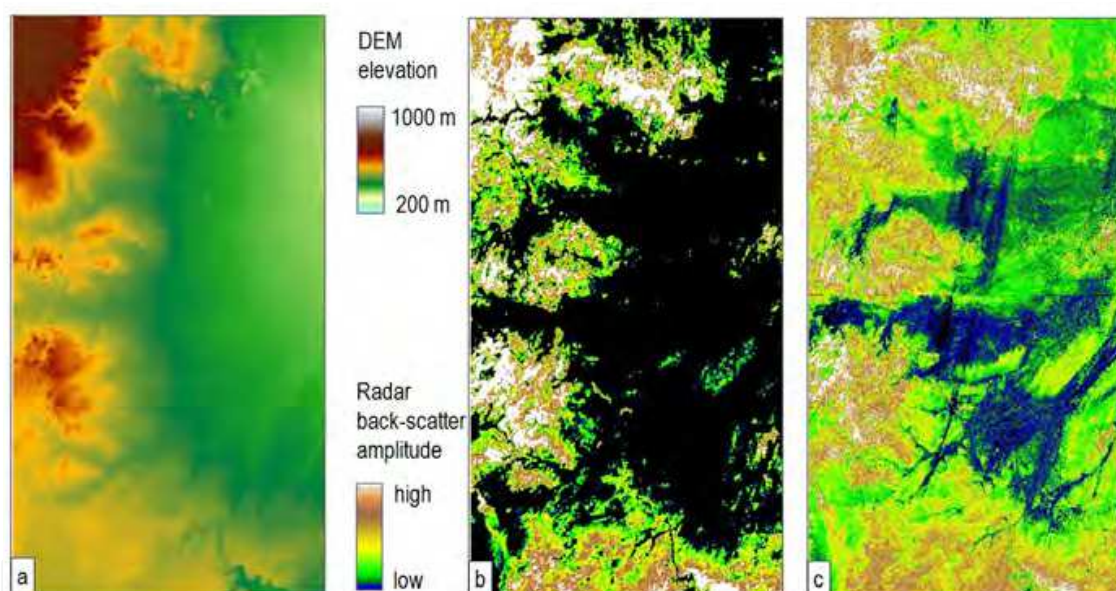 DEM
elevation
1000 m
200 m
Radar
back-scatter
amplitude
high
low
a
b
c